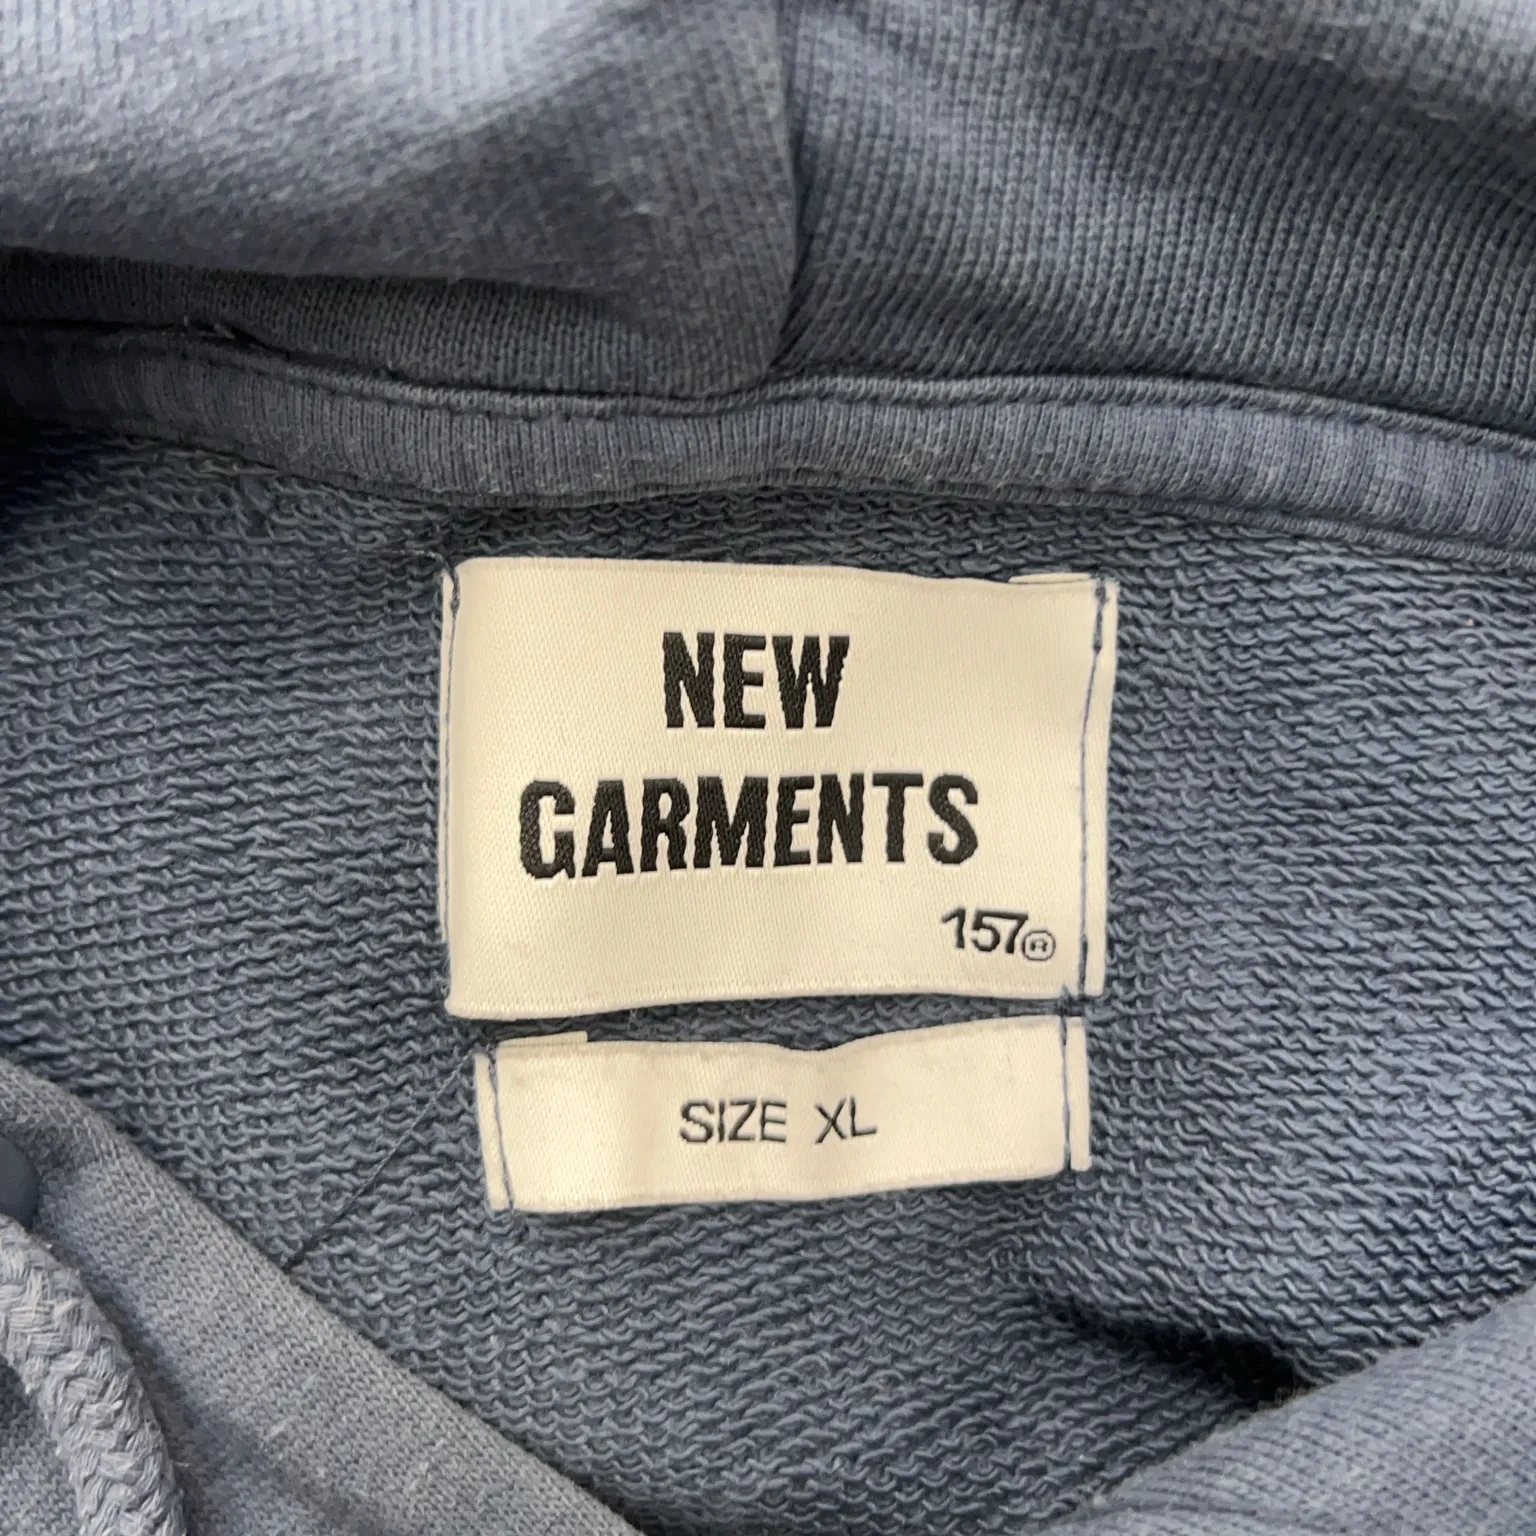 NEW
GARMENTS
157®
SIZE XL